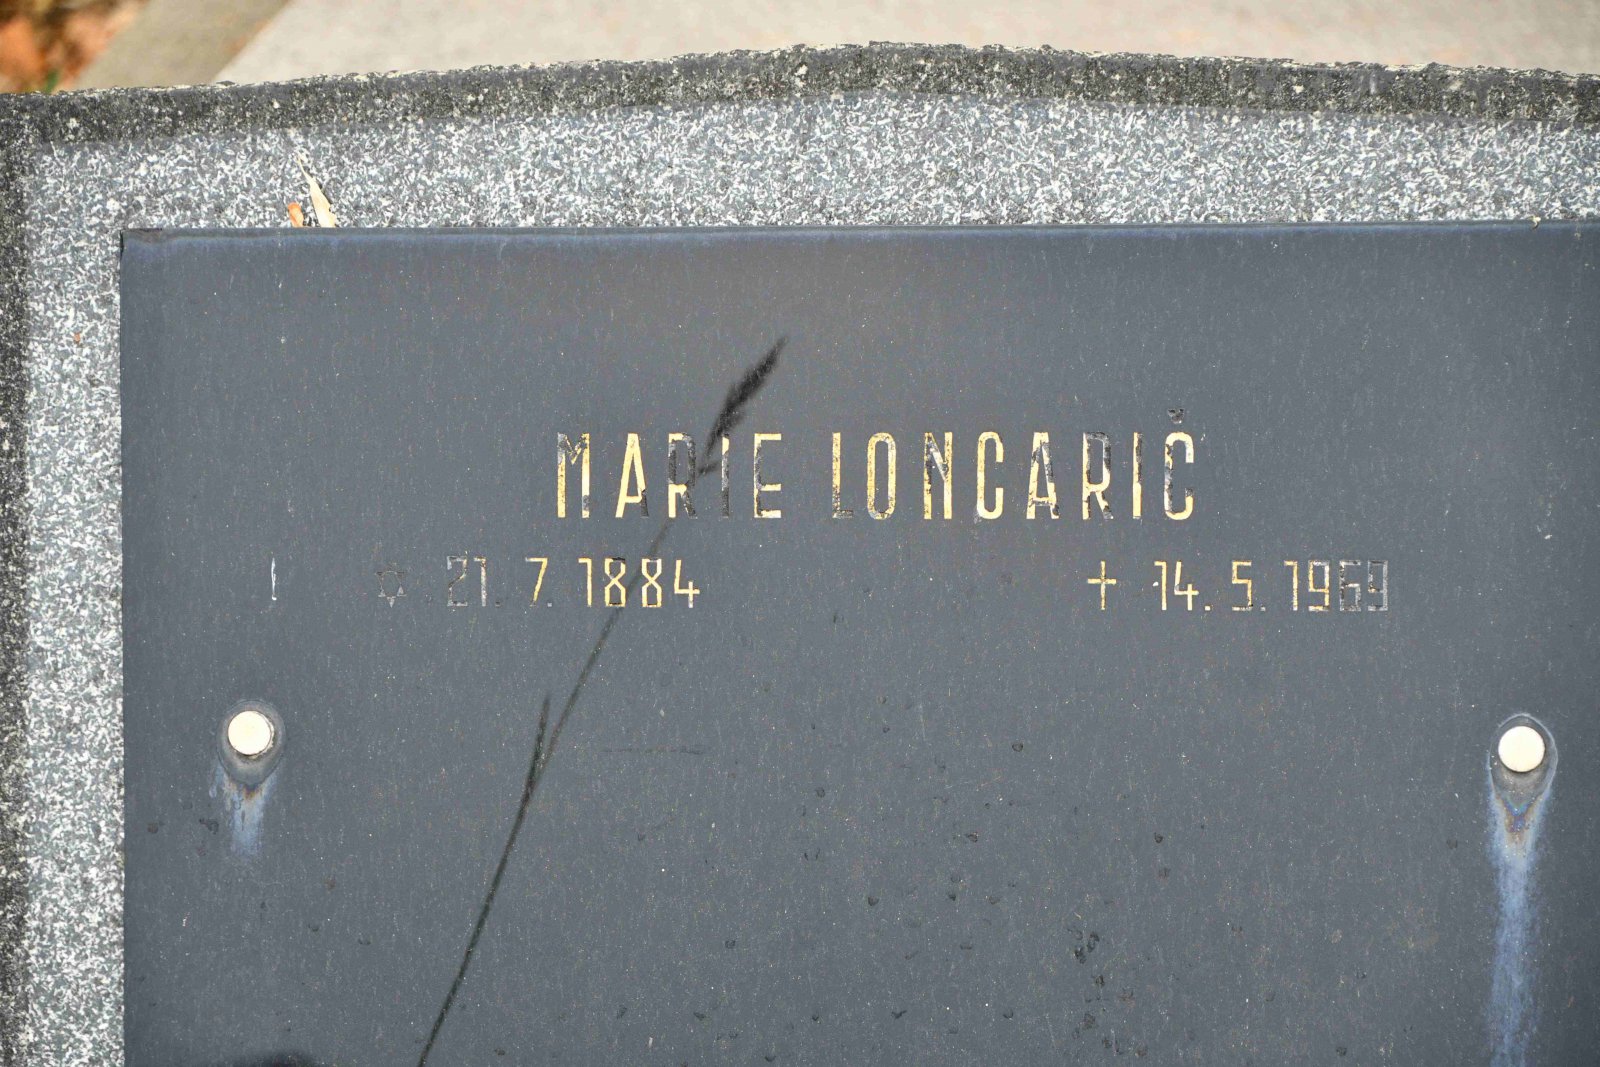 MARIE LONCARIČ
✡ 21. 7. 1884 † 14. 5. 1969